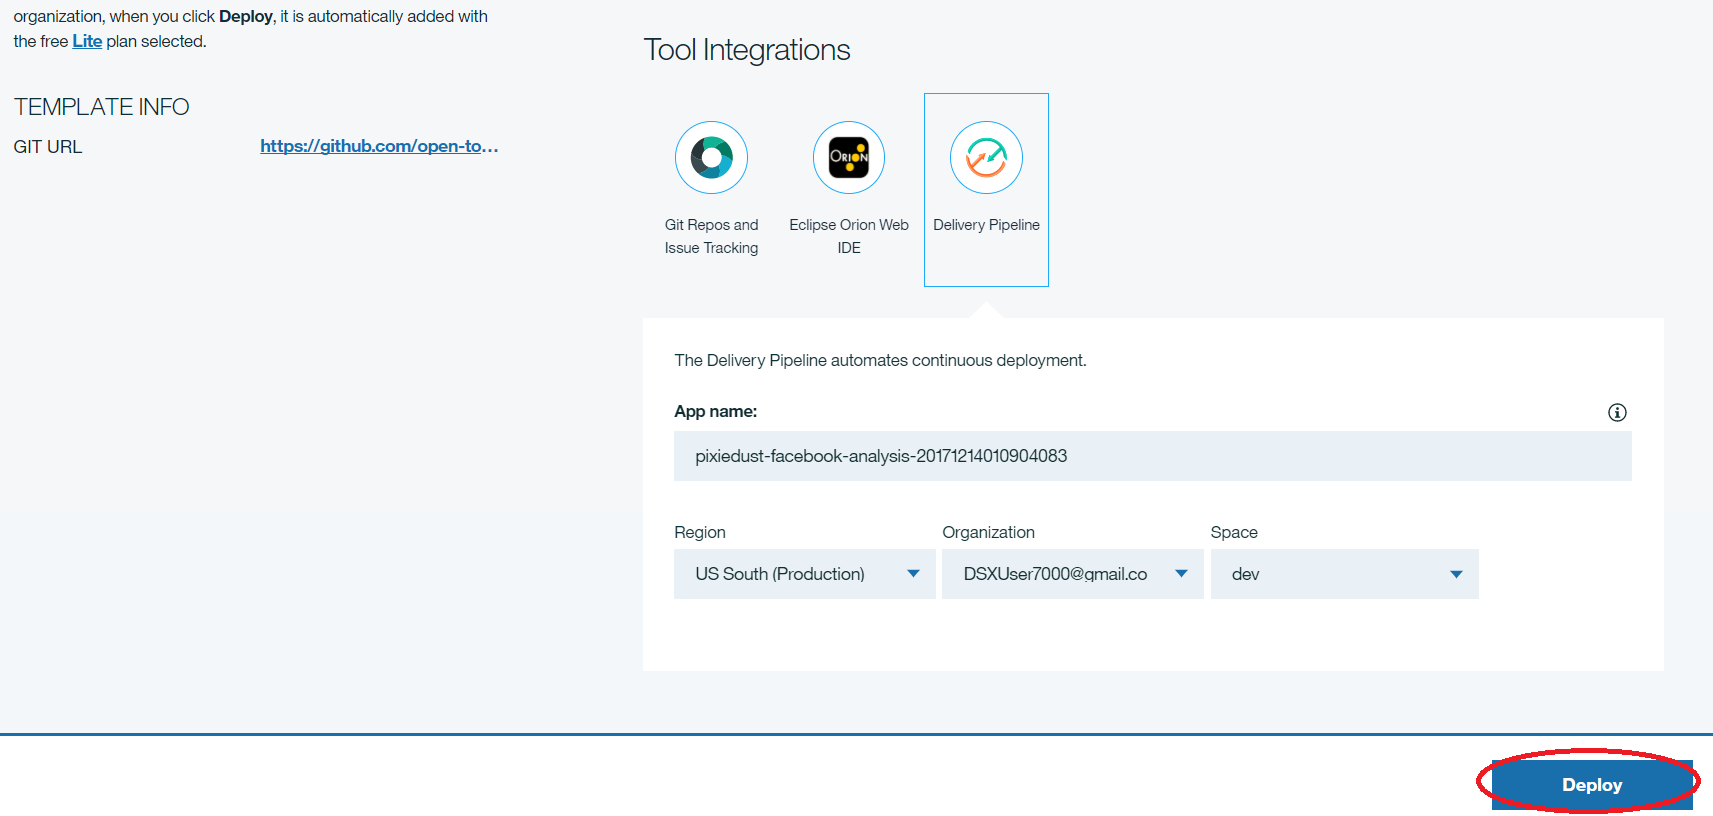 organization, when you click Deploy, it is automatically added with
the free Lite plan selected.
TEMPLATE INFO
GIT URL
https://github.com/open-to...
Tool Integrations
Git Repos and
Issue Tracking
ORION
Eclipse Orion Web
IDE
Delivery Pipeline
The Delivery Pipeline automates continuous deployment.
App name:
pixiedust-facebook-analysis-20171214010904083
Region
Organization
Space
US South (Production)
DSXUser7000@gmail.co
dev
Deploy